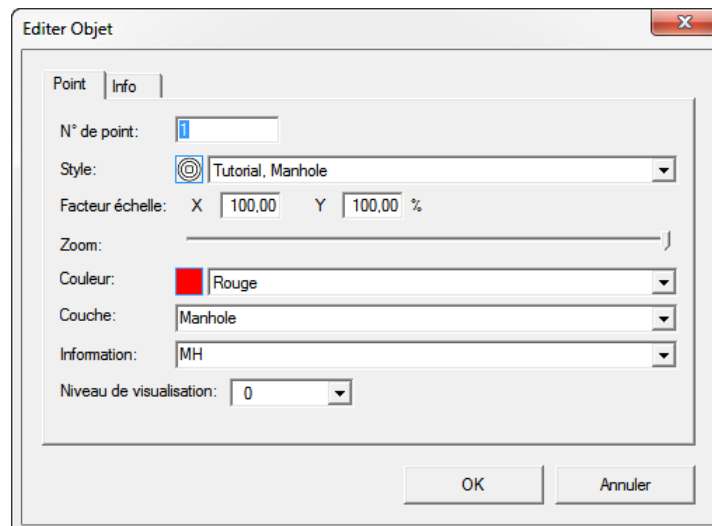 Editer Objet
Point Info
N° de point: 1
Style: Tutorial, Manhole
Facteur échelle: X 100,00 Y 100,00 %
Zoom:
Couleur: Rouge
Couche: Manhole
Information: MH
Niveau de visualisation: 0
OK Annuler